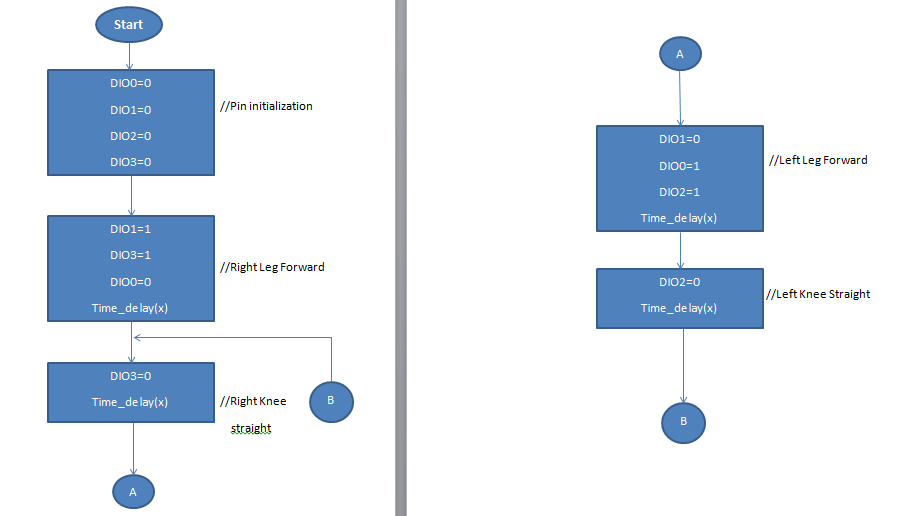 Start
DIO0=0
DIO1=0
DIO2=0
DIO3=0
//Pin initialization
DIO1=1
DIO3=1
DIO0=0
Time_delay(x)
//Right Leg Forward
DIO3=0
Time_delay(x)
//Right Knee
straight
B
A
A
DIO1=0
DIO0=1
DIO2=1
Time_delay(x)
//Left Leg Forward
DIO2=0
Time_delay(x)
//Left Knee Straight
B